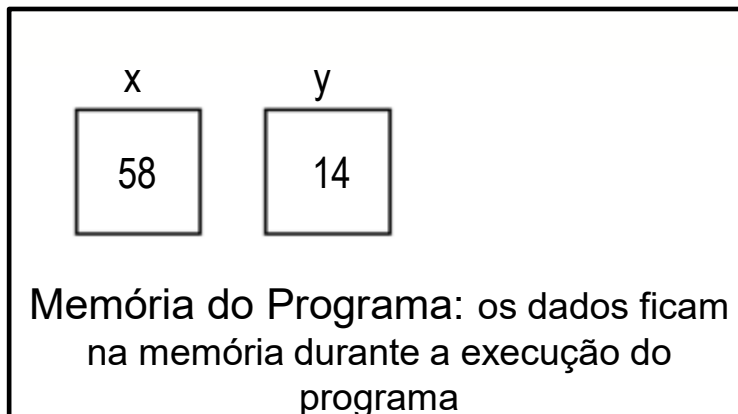 x y
58 14
Memória do Programa: os dados ficam
na memória durante a execução do
programa